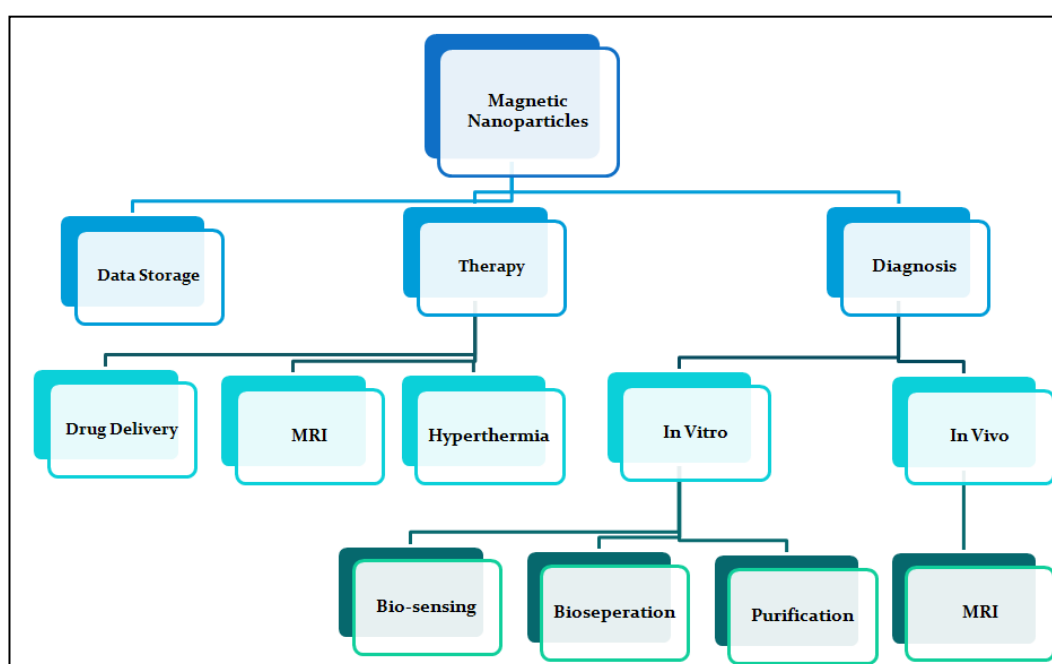 Magnetic
Nanoparticles
Data Storage
Therapy
Diagnosis
Drug Delivery
MRI
Hyperthermia
In Vitro
In Vivo
Bio-sensing
Bioseperation
Purification
MRI